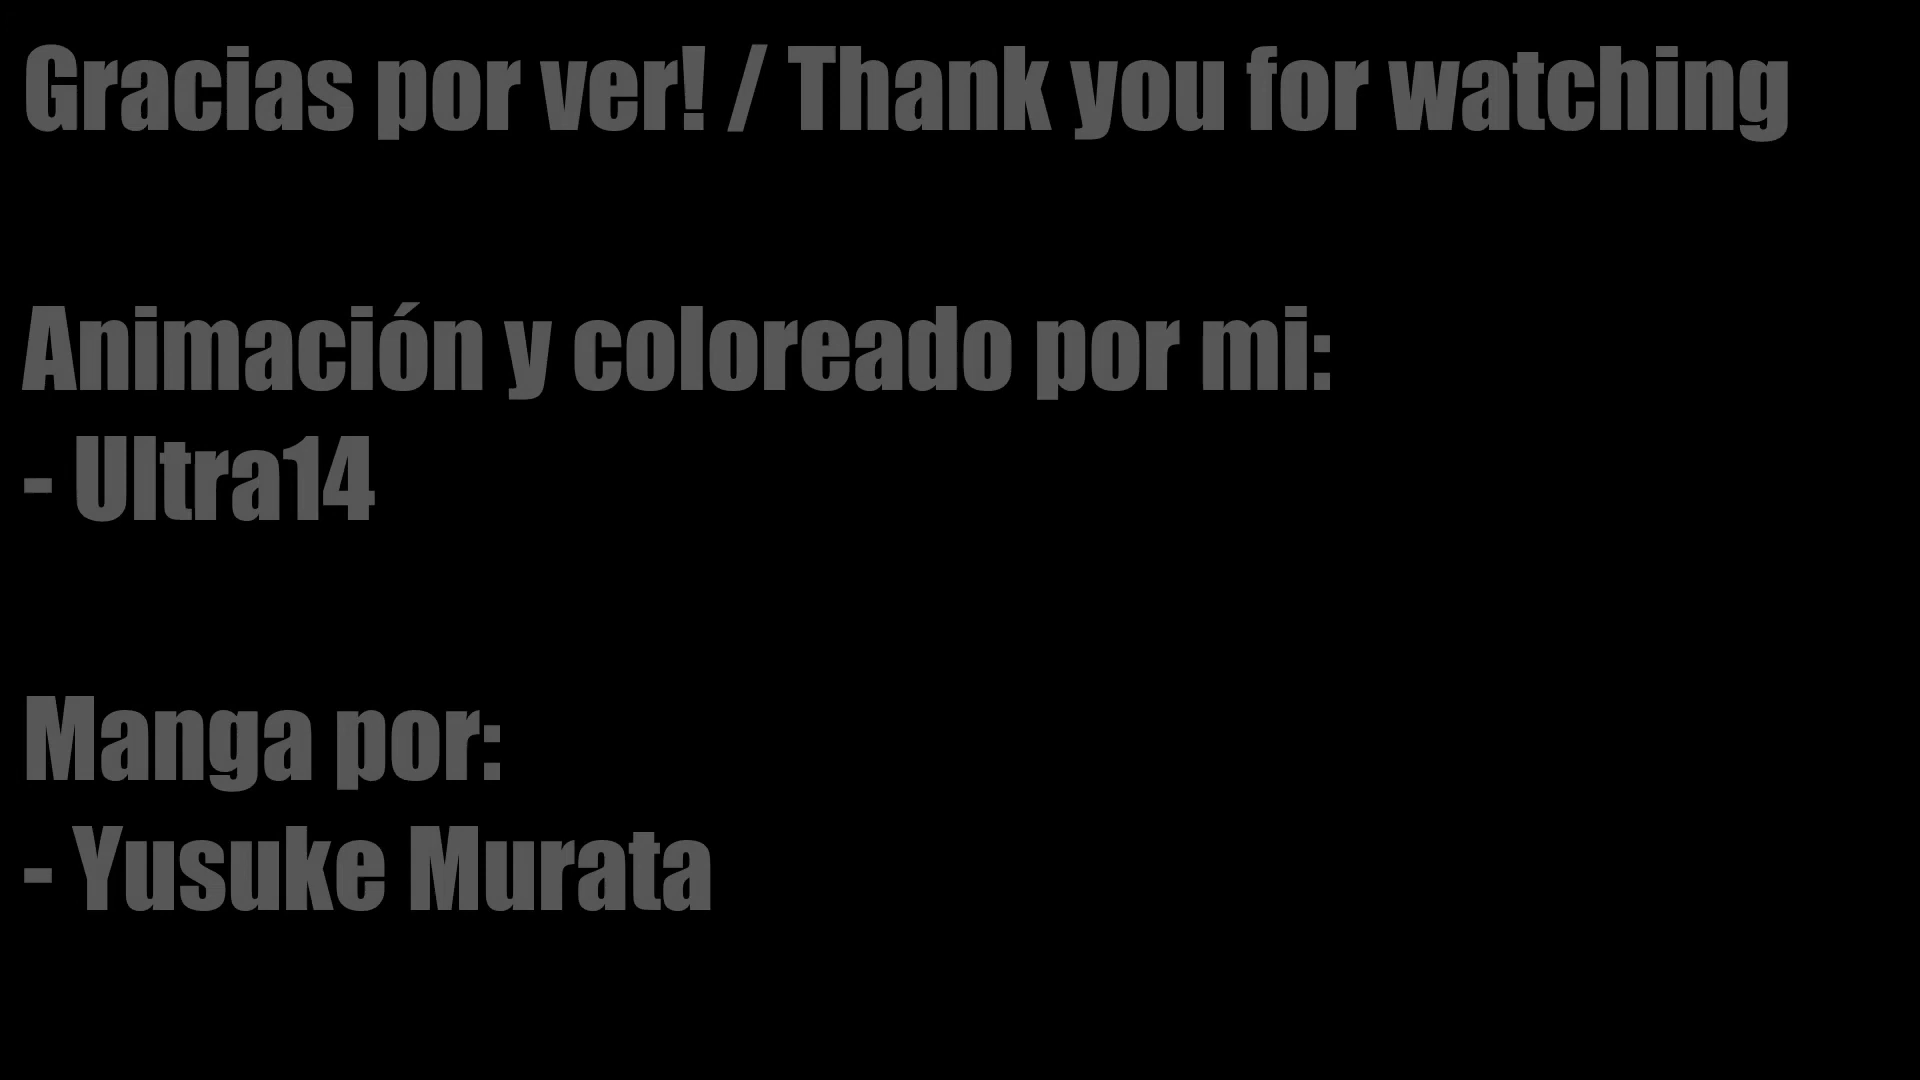 Gracias por ver! / Thank you for watching
Animación y coloreado por mi:
- Ultra14
Manga por:
- Yusuke Murata